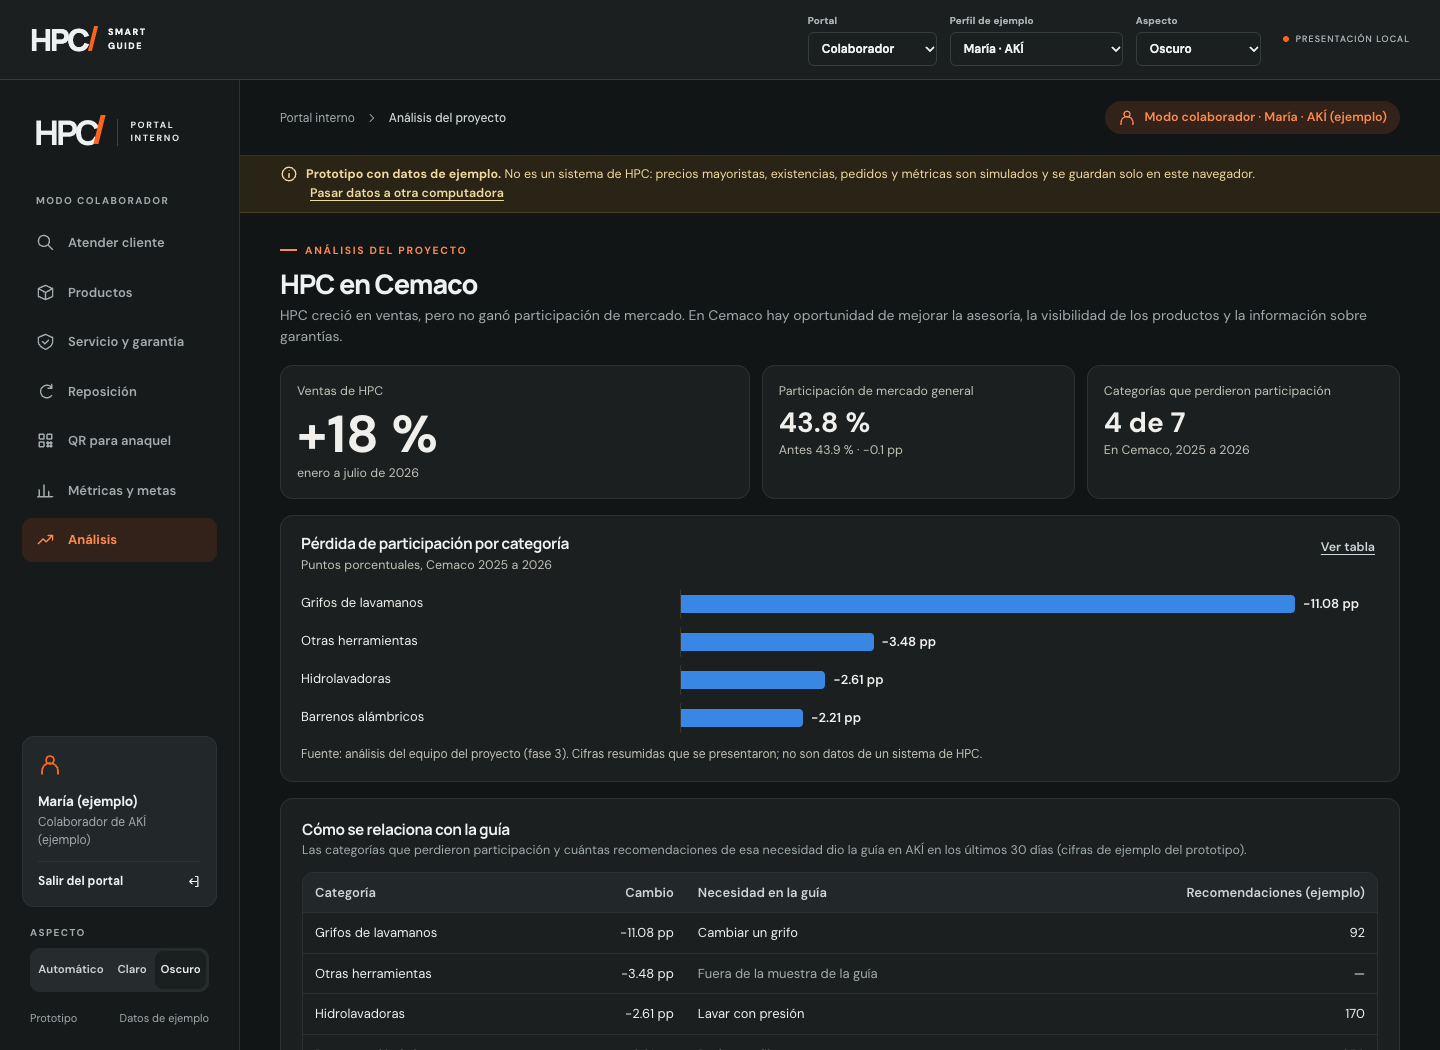 HPC/ SMART GUIDE
Portal
Colaborador
Perfil de ejemplo
María · AKÍ
Aspecto
Oscuro
PRESENTACIÓN LOCAL
HPC/ PORTAL INTERNO
MODO COLABORADOR
Atender cliente
Productos
Servicio y garantía
Reposición
QR para anaquel
Métricas y metas
Análisis
María (ejemplo)
Colaborador de AKÍ
(ejemplo)
Salir del portal
ASPECTO
Automático Claro Oscuro
Prototipo Datos de ejemplo
Portal interno > Análisis del proyecto
Modo colaborador · María · AKÍ (ejemplo)
Prototipo con datos de ejemplo. No es un sistema de HPC: precios mayoristas, existencias, pedidos y métricas son simulados y se guardan solo en este navegador.
Pasar datos a otra computadora
ANÁLISIS DEL PROYECTO
HPC en Cemaco
HPC creció en ventas, pero no ganó participación de mercado. En Cemaco hay oportunidad de mejorar la asesoría, la visibilidad de los productos y la información sobre
garantías.
Ventas de HPC
+18 %
enero a julio de 2026
Participación de mercado general
43.8 %
Antes 43.9 % · -0.1 pp
Categorías que perdieron participación
4 de 7
En Cemaco, 2025 a 2026
Pérdida de participación por categoría
Puntos porcentuales, Cemaco 2025 a 2026
Ver tabla
Grifos de lavamanos -11.08 pp
Otras herramientas -3.48 pp
Hidrolavadoras -2.61 pp
Barrenos alámbricos -2.21 pp
Fuente: análisis del equipo del proyecto (fase 3). Cifras resumidas que se presentaron; no son datos de un sistema de HPC.
Cómo se relaciona con la guía
Las categorías que perdieron participación y cuántas recomendaciones de esa necesidad dio la guía en AKÍ en los últimos 30 días (cifras de ejemplo del prototipo).
Categoría Cambio Necesidad en la guía Recomendaciones (ejemplo)
Grifos de lavamanos -11.08 pp Cambiar un grifo 92
Otras herramientas -3.48 pp Fuera de la muestra de la guía —
Hidrolavadoras -2.61 pp Lavar con presión 170